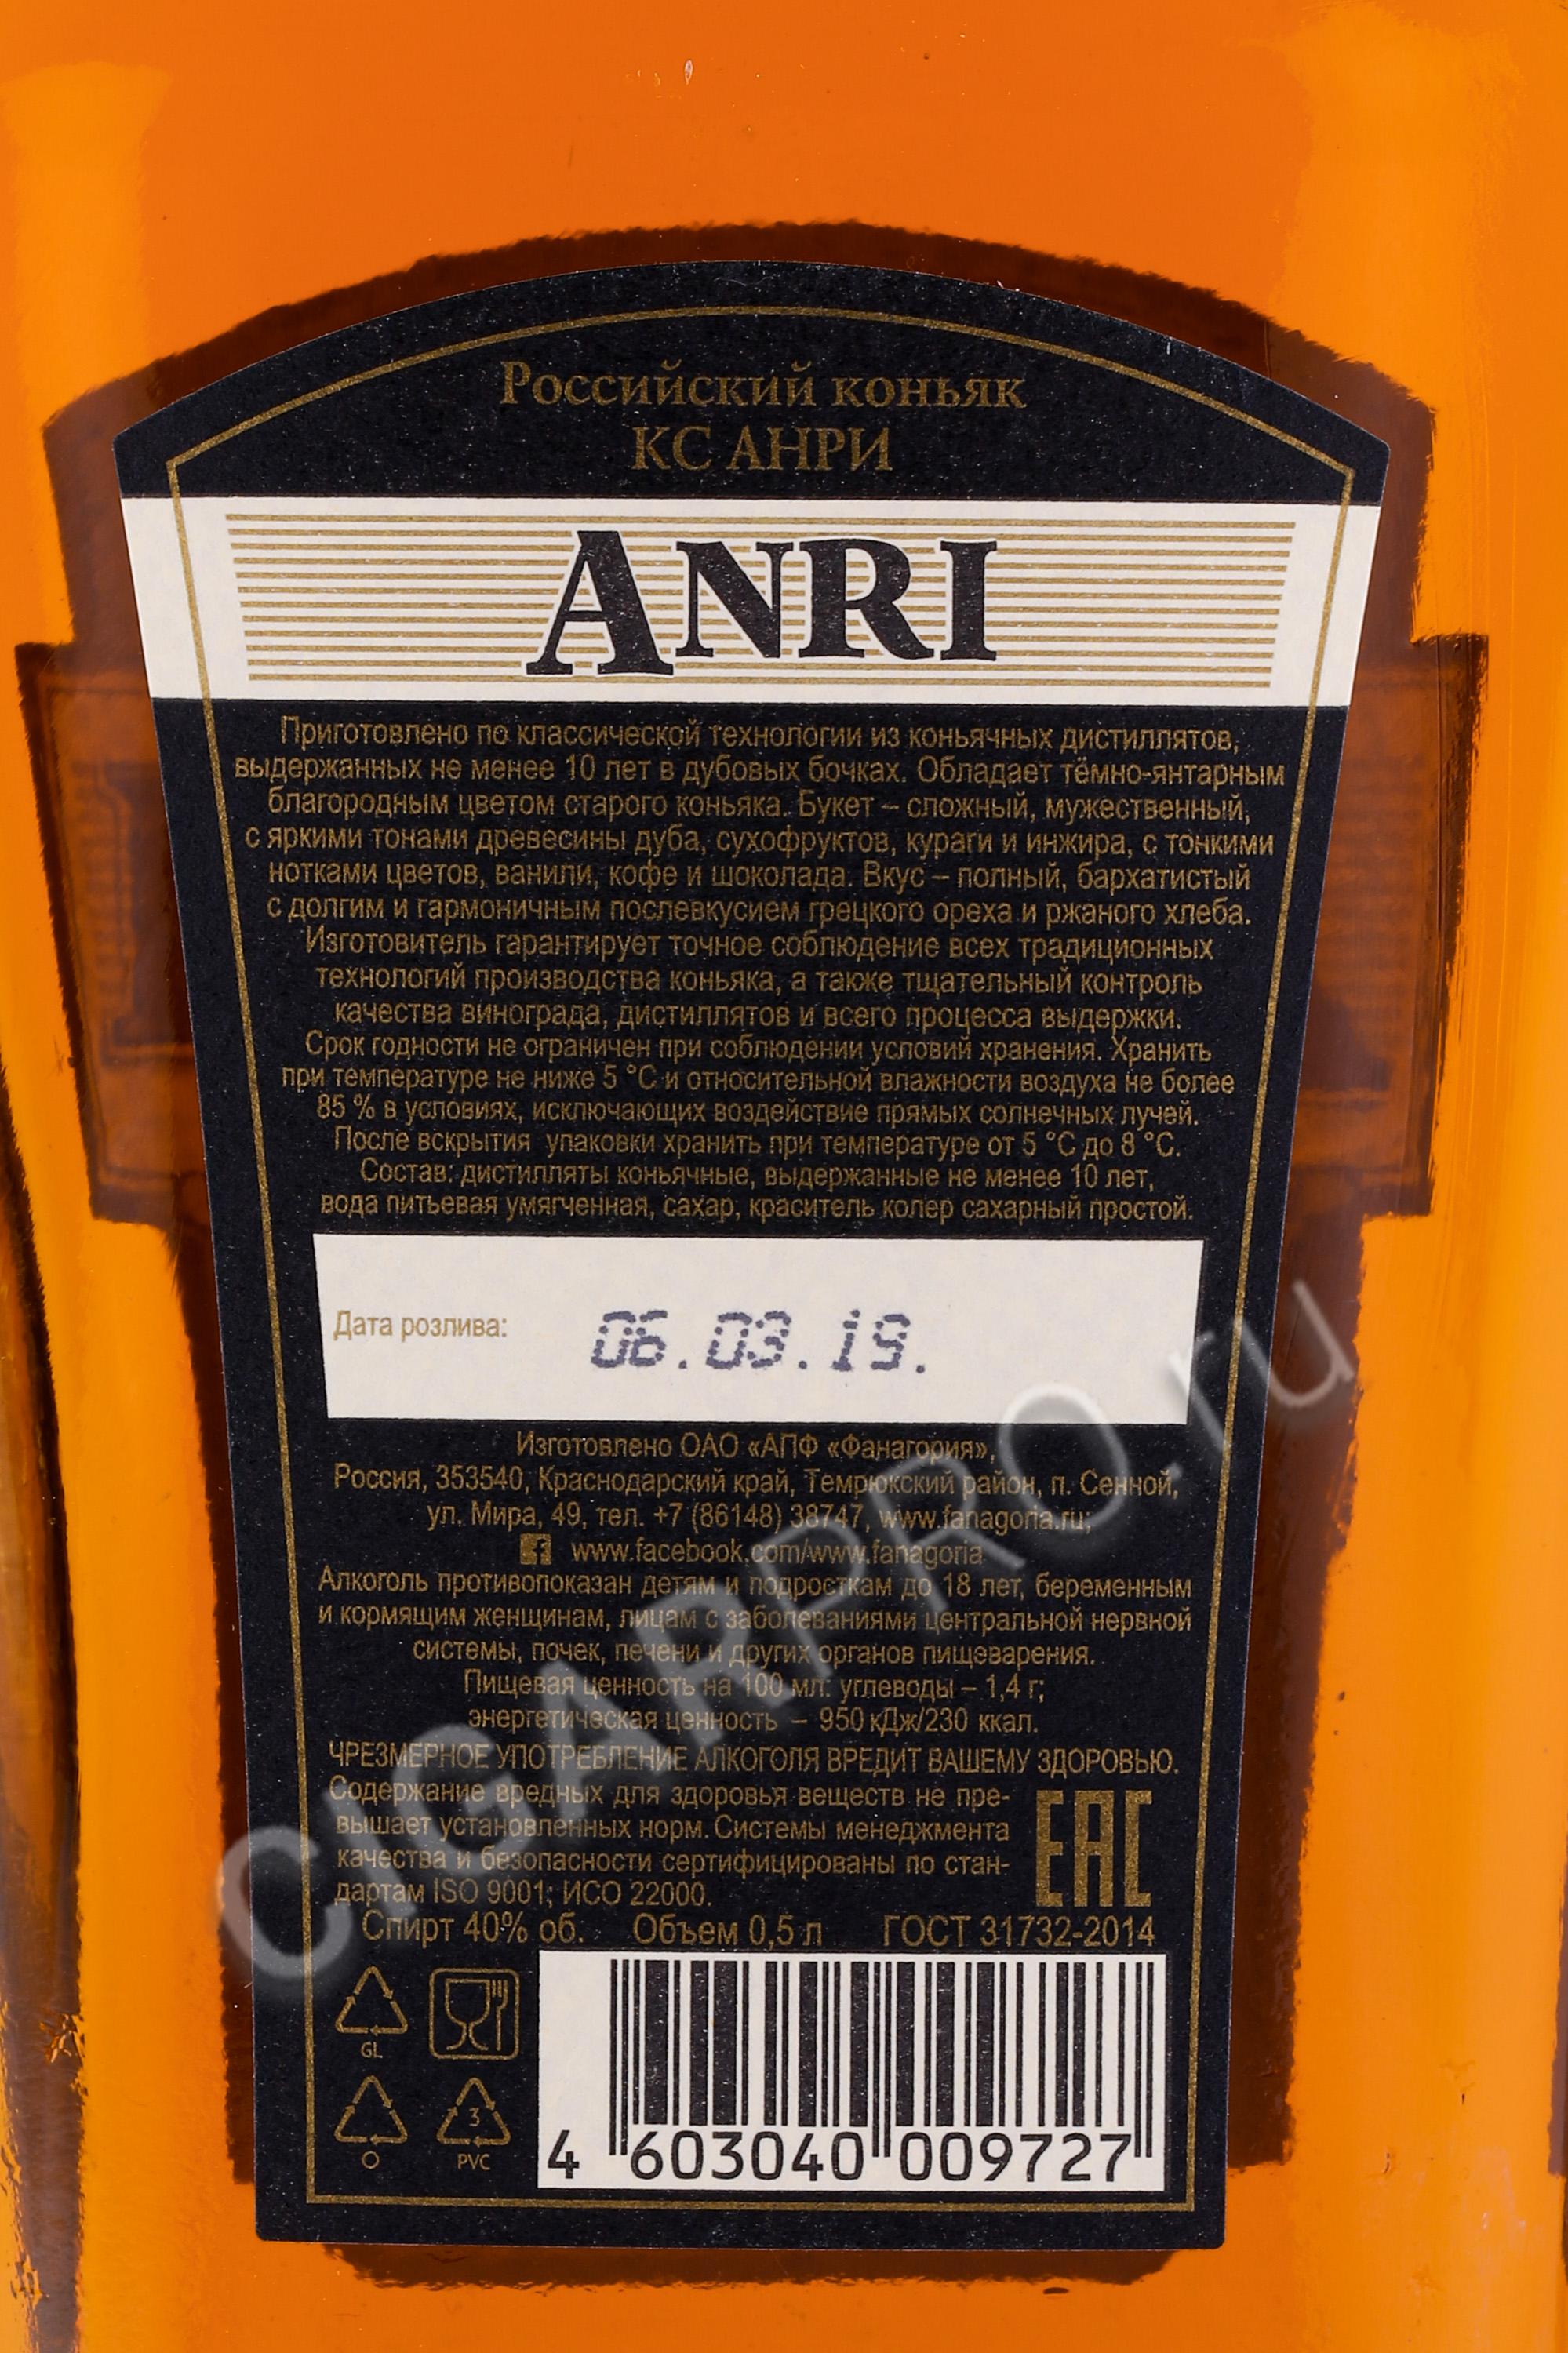 Российский коньяк
КС АНРИ
ANRI
Приготовлено по классической технологии из коньячных дистиллятов,
выдержанных не менее 10 лет в дубовых бочках. Обладает тёмно-янтарным
благородным цветом старого коньяка. Букет – сложный, мужественный,
с яркими тонами древесины дуба, сухофруктов, кураги и инжира, с тонкими
нотками цветов, ванили, кофе и шоколада. Вкус – полный, бархатистый
с долгим и гармоничным послевкусием грецкого ореха и ржаного хлеба.
Изготовитель гарантирует точное соблюдение всех традиционных
технологий производства коньяка, а также тщательный контроль
качества винограда, дистиллятов и всего процесса выдержки.
Срок годности не ограничен при соблюдении условий хранения. Хранить
при температуре не ниже 5 °С и относительной влажности воздуха не более
85 % в условиях, исключающих воздействие прямых солнечных лучей.
После вскрытия упаковки хранить при температуре от 5 °С до 8 °С.
Состав: дистилляты коньячные, выдержанные не менее 10 лет,
вода питьевая умягченная, сахар, краситель колер сахарный простой.
Дата розлива: 06.03.19.
Изготовлено ОАО «АПФ «Фанагория»,
Россия, 353540, Краснодарский край, Темрюкский район, п. Сенной,
ул. Мира, 49, тел. +7 (86148) 38747, www.fanagoria.ru;
www.facebook.com/www.fanagoria
Алкоголь противопоказан детям и подросткам до 18 лет, беременным
и кормящим женщинам, лицам с заболеваниями центральной нервной
системы, почек, печени и других органов пищеварения.
Пищевая ценность на 100 мл: углеводы – 1,4 г;
энергетическая ценность – 950 кДж/230 ккал.
ЧРЕЗМЕРНОЕ УПОТРЕБЛЕНИЕ АЛКОГОЛЯ ВРЕДИТ ВАШЕМУ ЗДОРОВЬЮ.
Содержание вредных для здоровья веществ не пре-
вышает установленных норм. Системы менеджмента
качества и безопасности сертифицированы по стан-
дартам ISO 9001; ИСО 22000.
EAC
Спирт 40% об. Объем 0,5 л ГОСТ 31732-2014
GL
3
PVC
4 603040 009727
CIGARPRO.ru